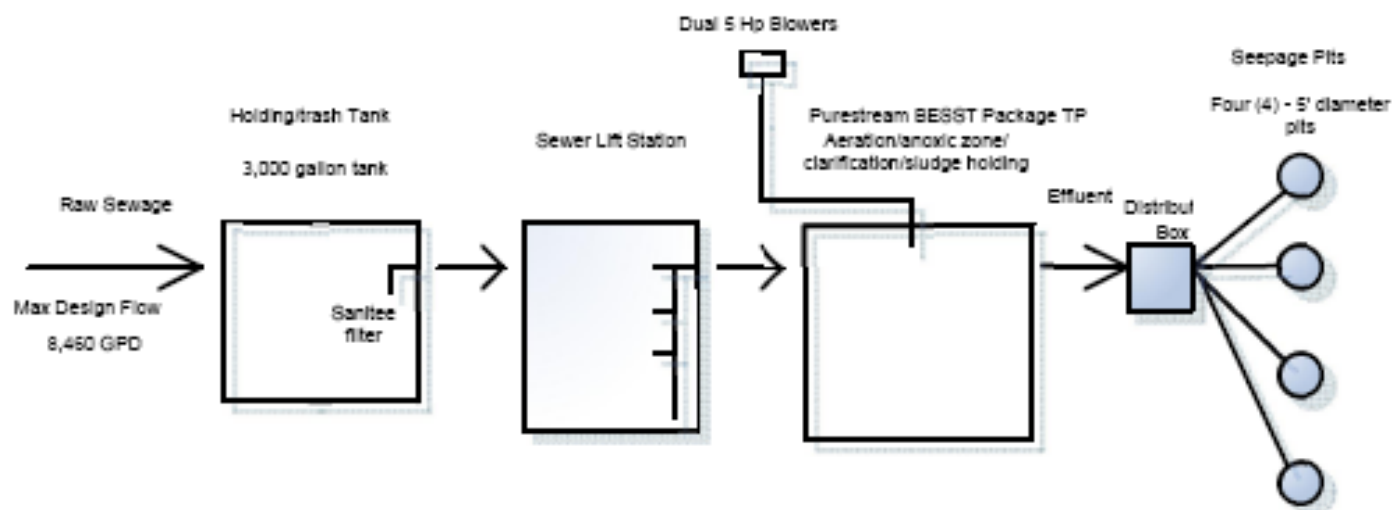 Dual 5 Hp Blowers
Seepage Pits
Four (4) - 5' diameter
pits
Holding/trash Tank
3,000 gallon tank
Sewer Lift Station
Purestream BESST Package TP
Aeration/anoxic zone/
clarification/sludge holding
Raw Sewage
Effluent
Distribut
Box
Max Design Flow
8,460 GPD
Sanitee
filter